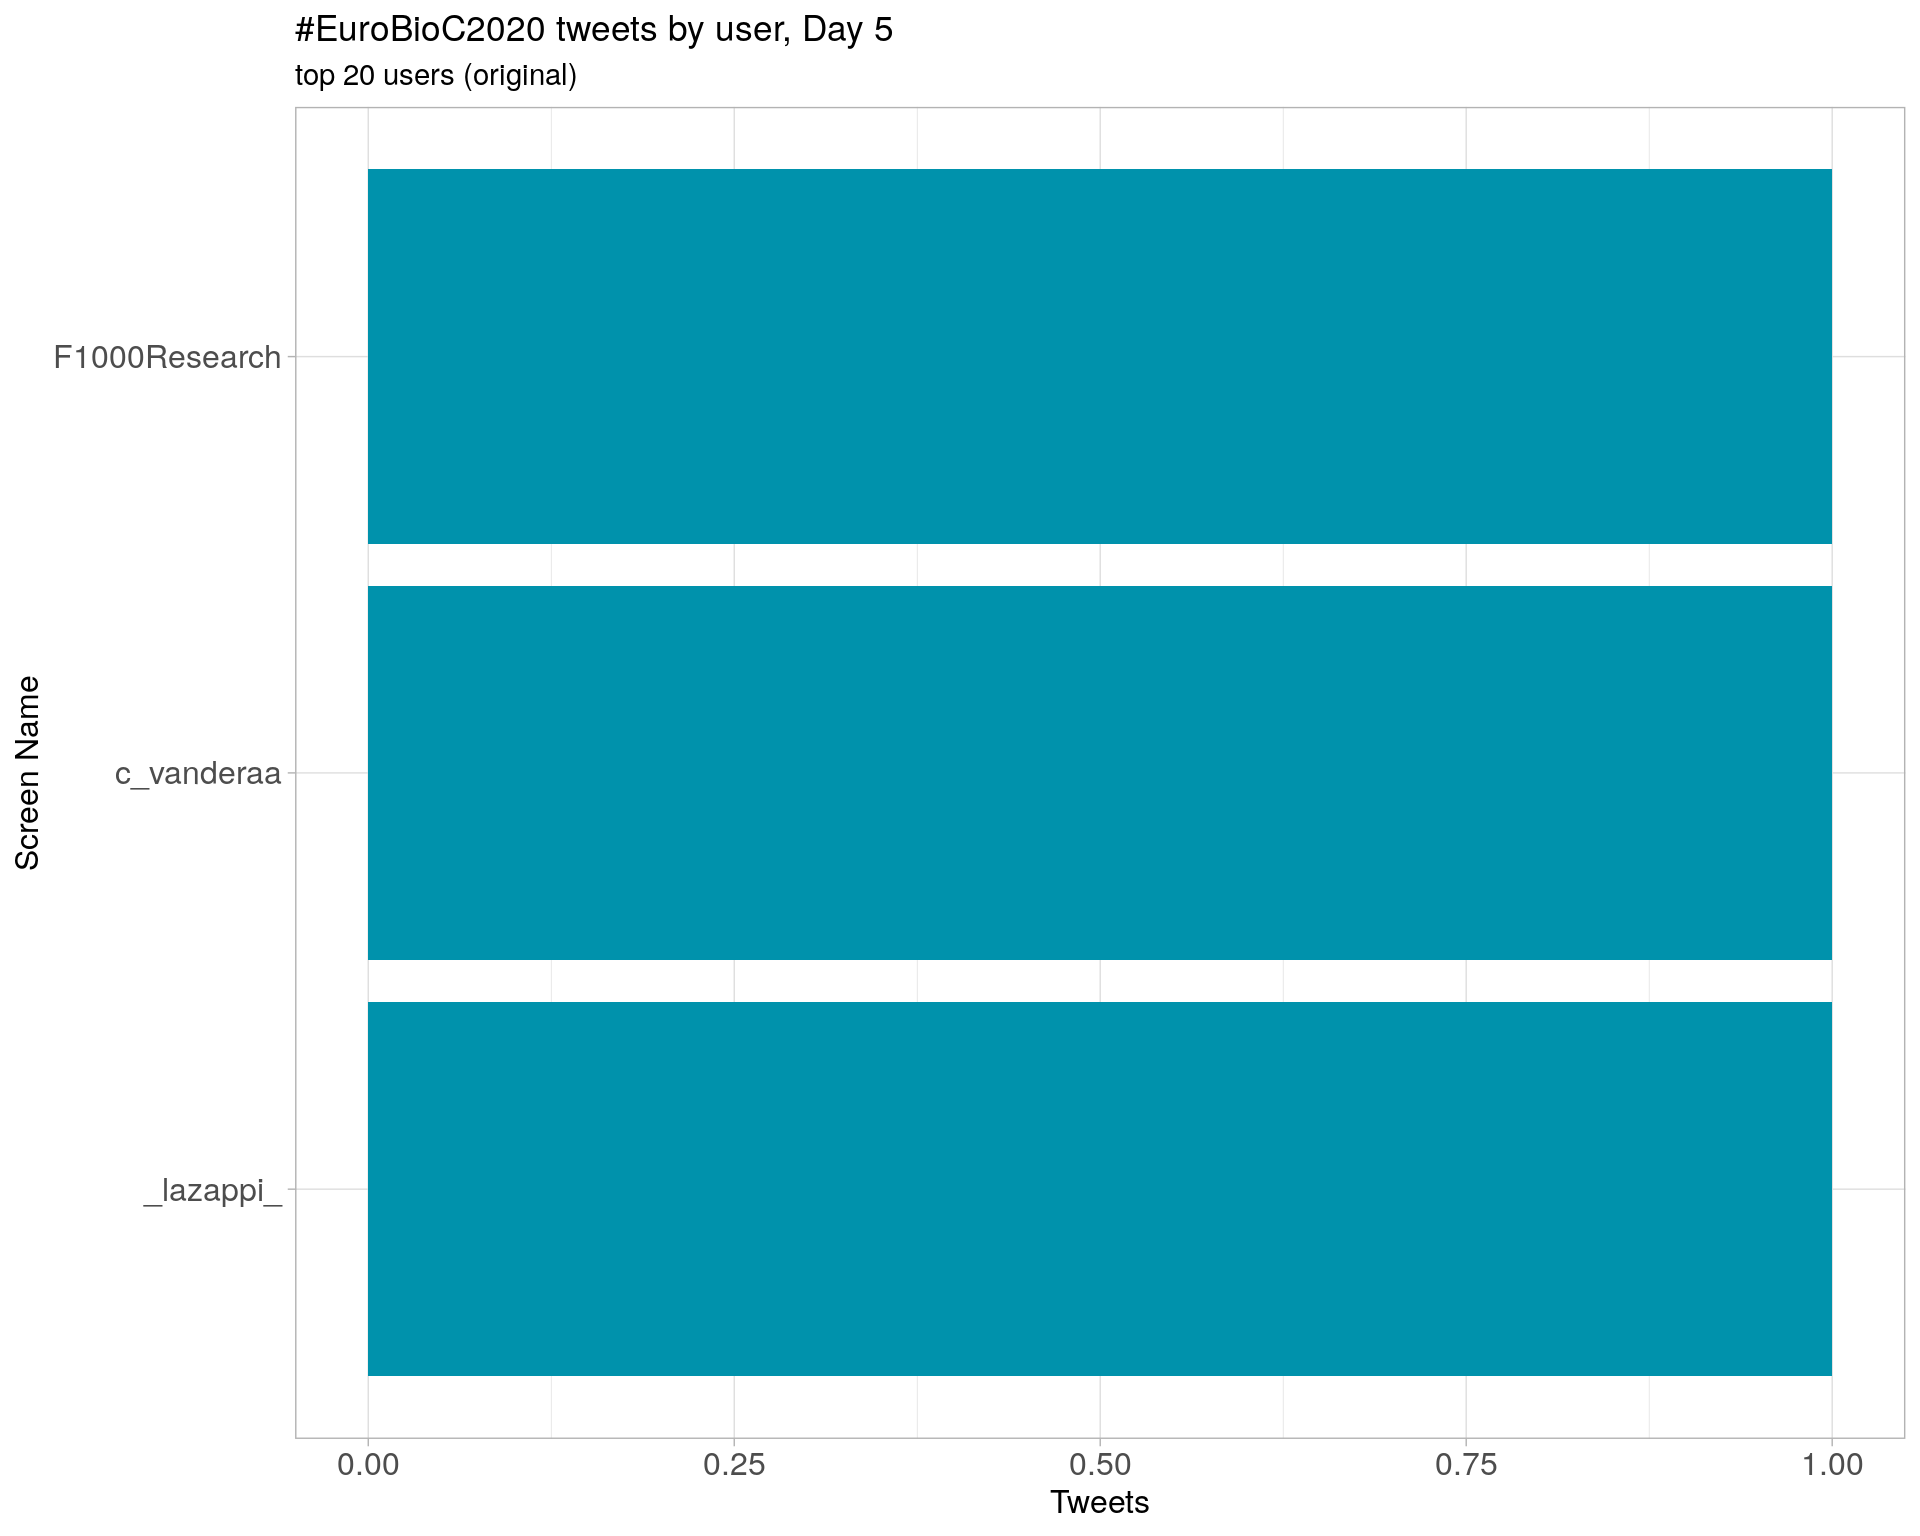 #EuroBioC2020 tweets by user, Day 5
top 20 users (original)
F1000Research
c_vanderaa
_lazappi_
Screen Name
0.00 0.25 0.50 0.75 1.00
Tweets